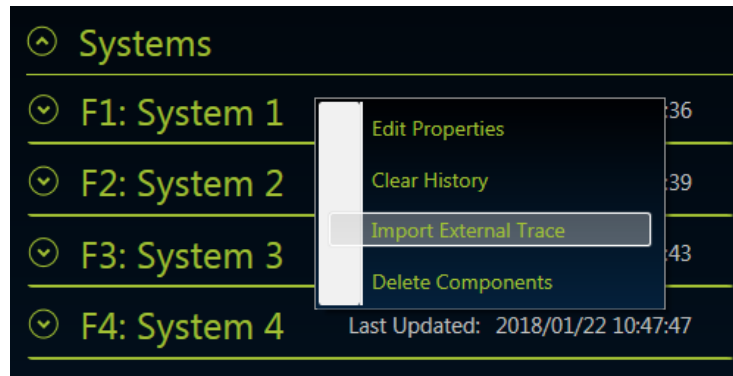 Systems
F1: System 1
:36
Edit Properties
F2: System 2
Clear History
:39
Import External Trace
F3: System 3
:43
Delete Components
F4: System 4 Last Updated: 2018/01/22 10:47:47